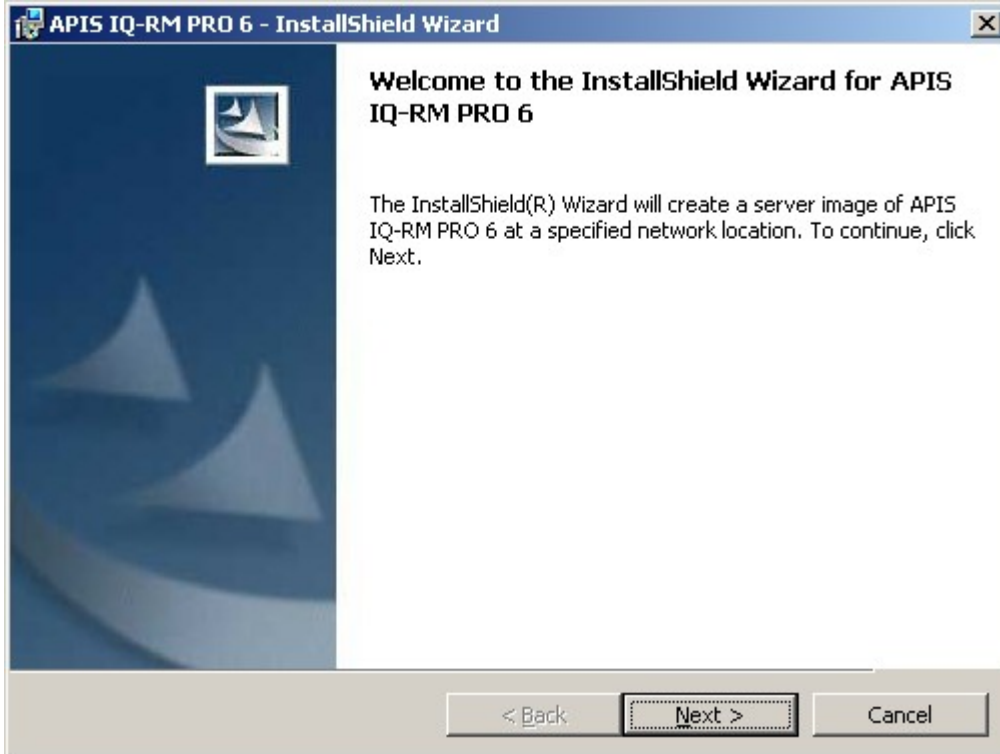 APIS IQ-RM PRO 6 - InstallShield Wizard
Welcome to the InstallShield Wizard for APIS
IQ-RM PRO 6
The InstallShield(R) Wizard will create a server image of APIS
IQ-RM PRO 6 at a specified network location. To continue, click
Next.
< Back
Next >
Cancel